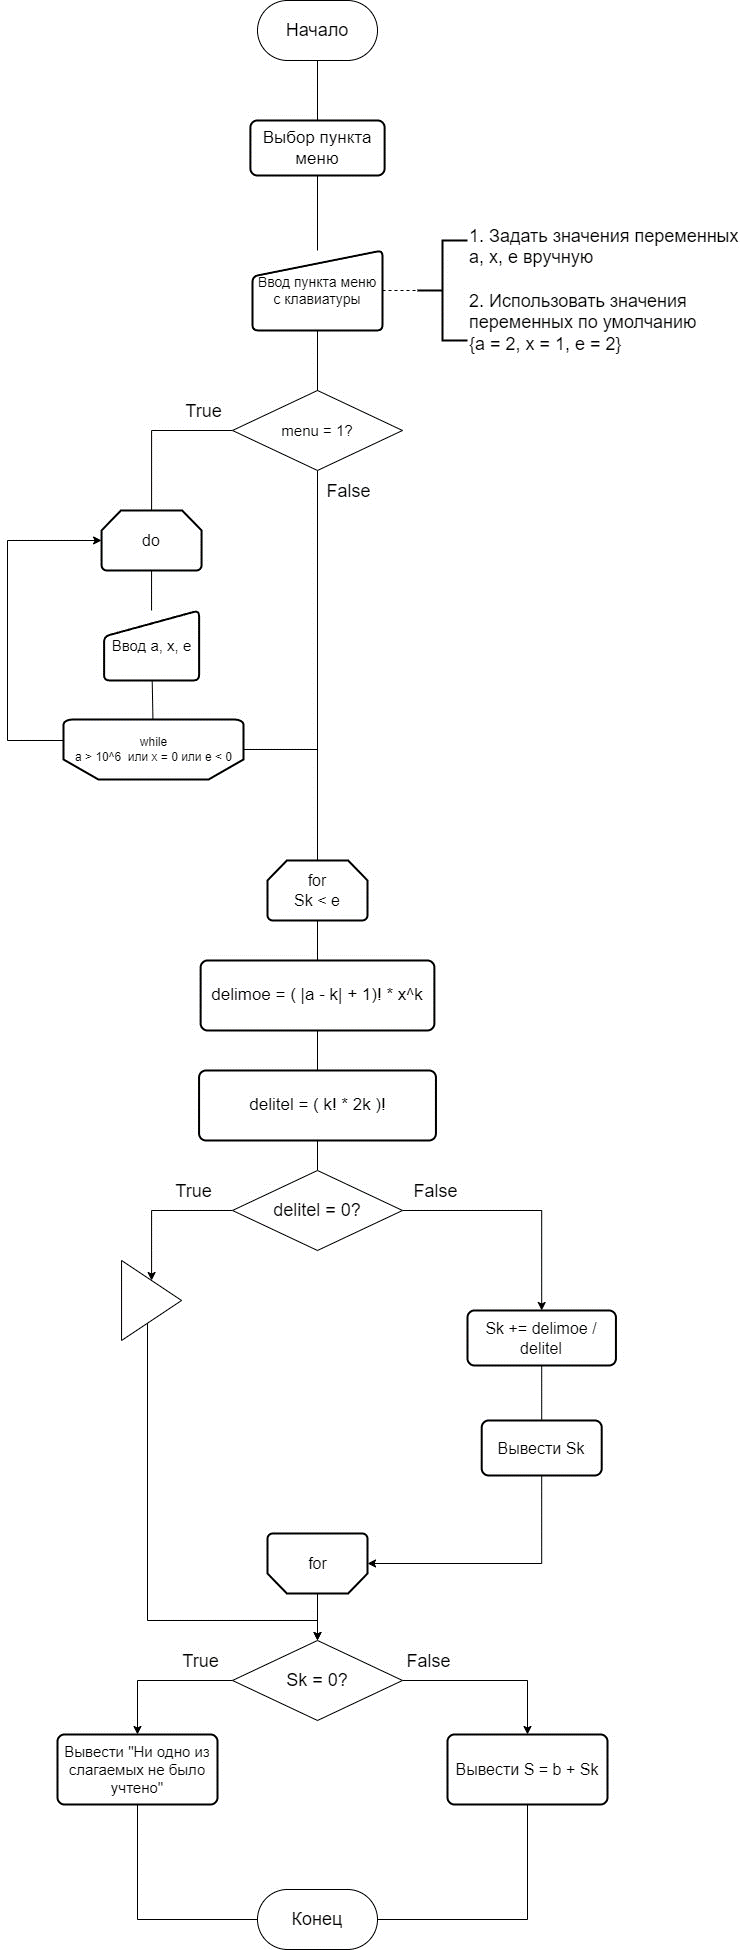 Начало
Выбор пункта
меню
Ввод пункта меню
с клавиатуры
1. Задать значения переменных
a, x, e вручную
2. Использовать значения
переменных по умолчанию
{a = 2, x = 1, e = 2}
True
menu = 1?
False
do
Ввод a, x, e
while
a > 10^6 или x = 0 или e < 0
for
Sk < e
delimoe = ( |a - k| + 1)! * x^k
delitel = ( k! * 2k )!
True
delitel = 0?
False
Sk += delimoe /
delitel
Вывести Sk
for
True
Sk = 0?
False
Вывести "Ни одно из
слагаемых не было
учтено"
Вывести S = b + Sk
Конец